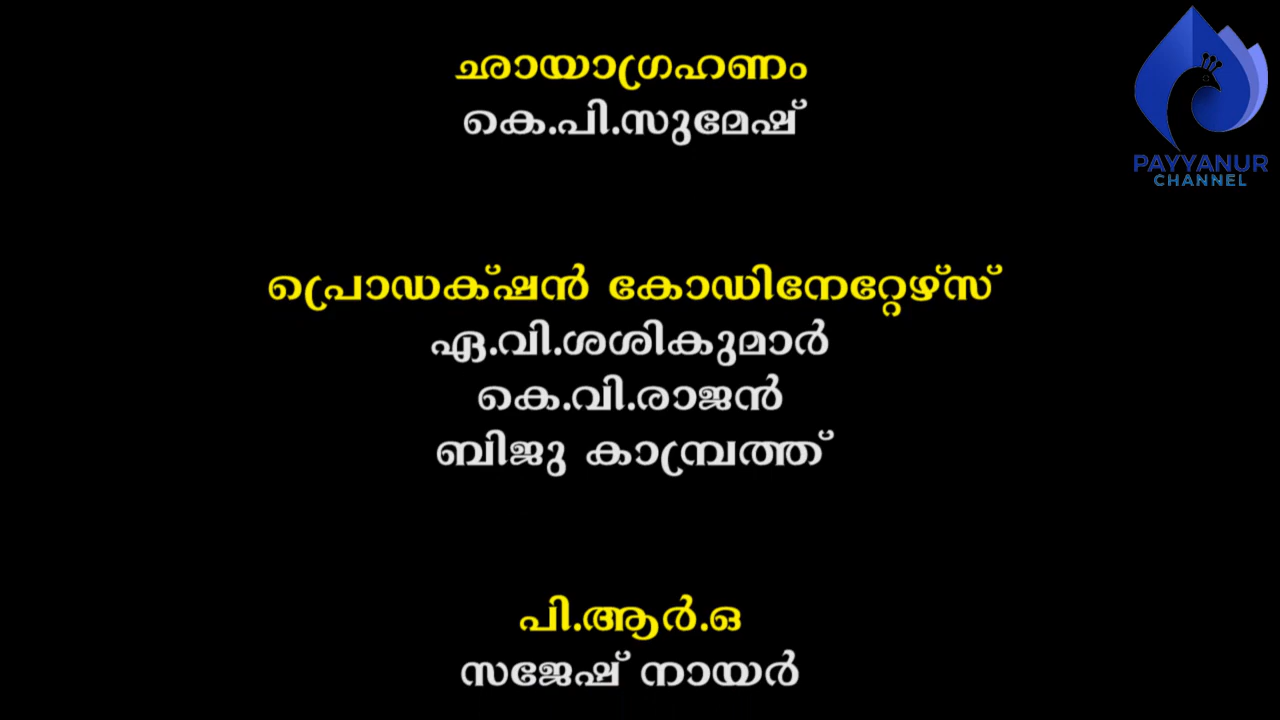 ഛായാഗ്രഹണം
കെ.പി.സുമേഷ്
PAYYANUR
CHANNEL
പ്രൊഡക്ഷൻ കോഡിനേറ്റേഴ്സ്
ഏ.വി.ശശികുമാർ
കെ.വി.രാജൻ
ബിജു കാമ്പ്രത്ത്
പി.ആർ.ഒ
സജേഷ് നായർ